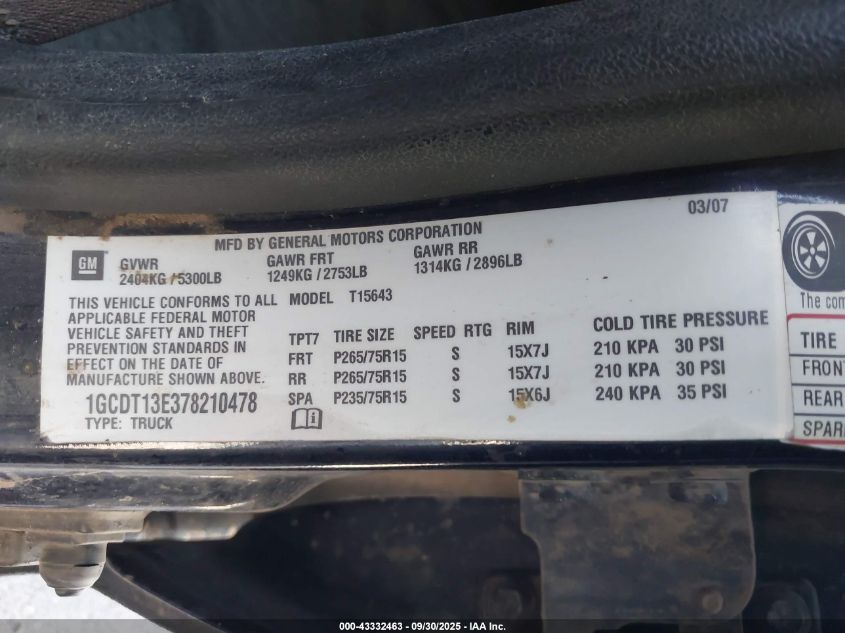 03/07
MFD BY GENERAL MOTORS CORPORATION
GM
GVWR GAWR FRT GAWR RR
2404KG / 5300LB 1249KG / 2753LB 1314KG / 2896LB
THIS VEHICLE CONFORMS TO ALL
APPLICABLE FEDERAL MOTOR
VEHICLE SAFETY AND THEFT
PREVENTION STANDARDS IN
EFFECT ON THE DATE OF
MANUFACTURE SHOWN ABOVE.
1GCDT13E378210478
TYPE: TRUCK
MODEL T15643
TPT7 TIRE SIZE SPEED RTG RIM COLD TIRE PRESSURE
FRT P265/75R15 S 15X7J 210 KPA 30 PSI
RR P265/75R15 S 15X7J 210 KPA 30 PSI
SPA P235/75R15 S 15X6J 240 KPA 35 PSI
i
The com
TIRE
FRONT
REAR
SPAR
000-43332463 - 09/30/2025 - IAA Inc.